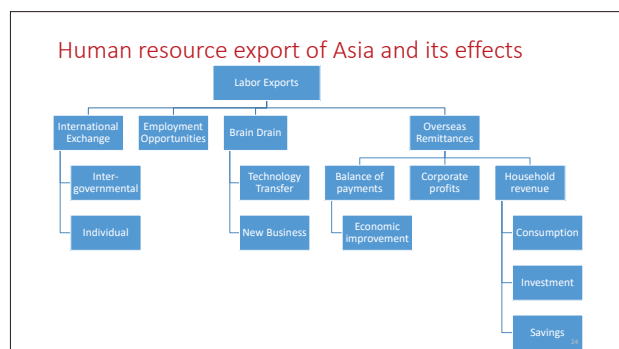 Human resource export of Asia and its effects
Labor Exports
International
Exchange
Employment
Opportunities
Brain Drain
Overseas
Remittances
Inter-
governmental
Individual
Technology
Transfer
New Business
Balance of
payments
Corporate
profits
Household
revenue
Economic
improvement
Consumption
Investment
Savings
24